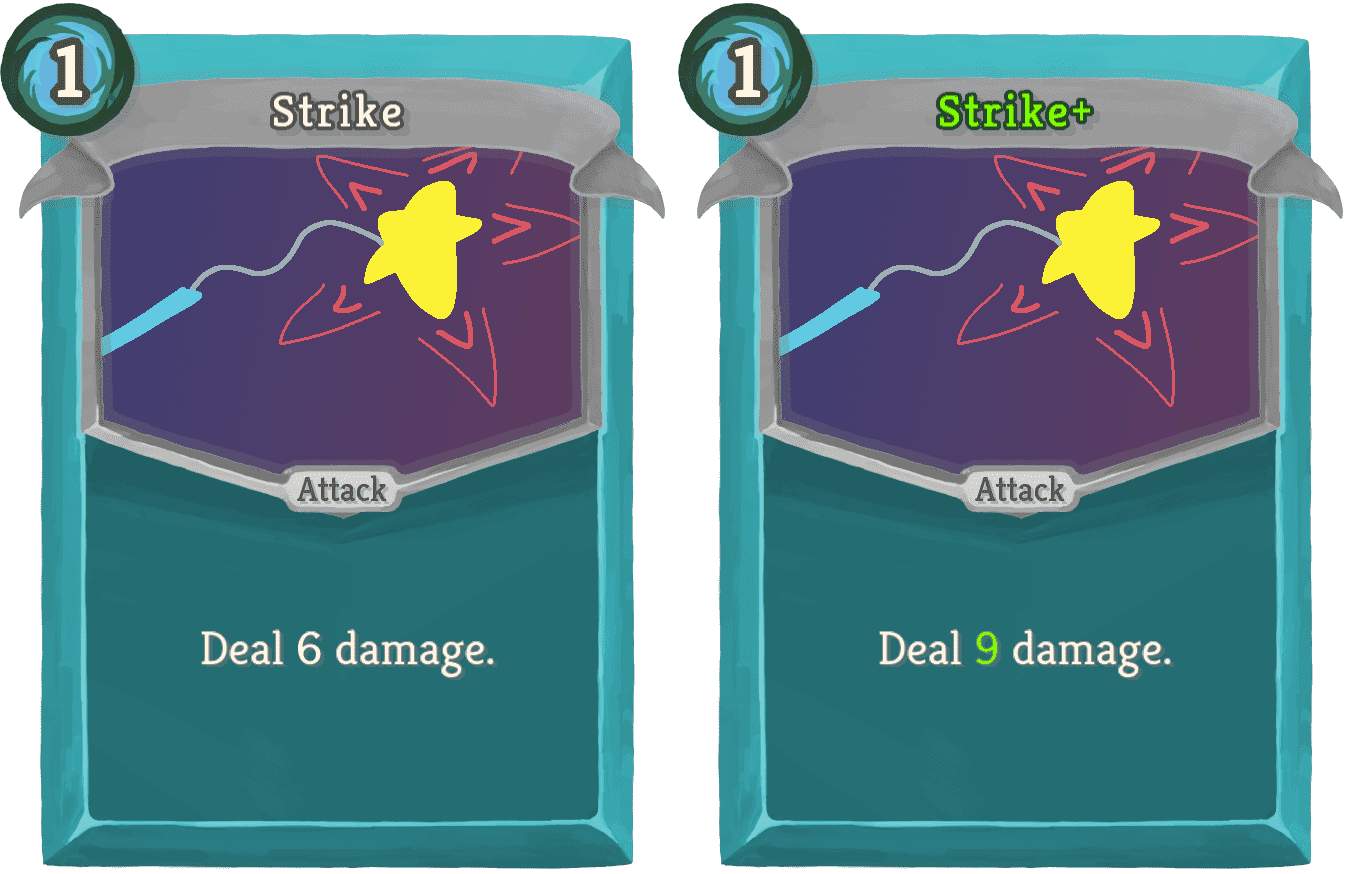 1
Strike
Attack
Deal 6 damage.
1
Strike+
Attack
Deal 9 damage.